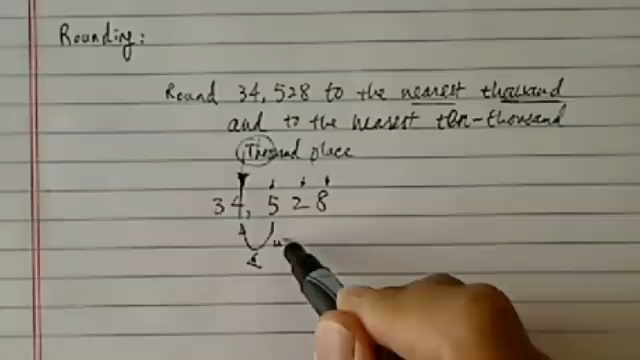 Rounding:
Round 34,528 to the nearest thousand
and to the nearest ten-thousand
Thousand place
34,528